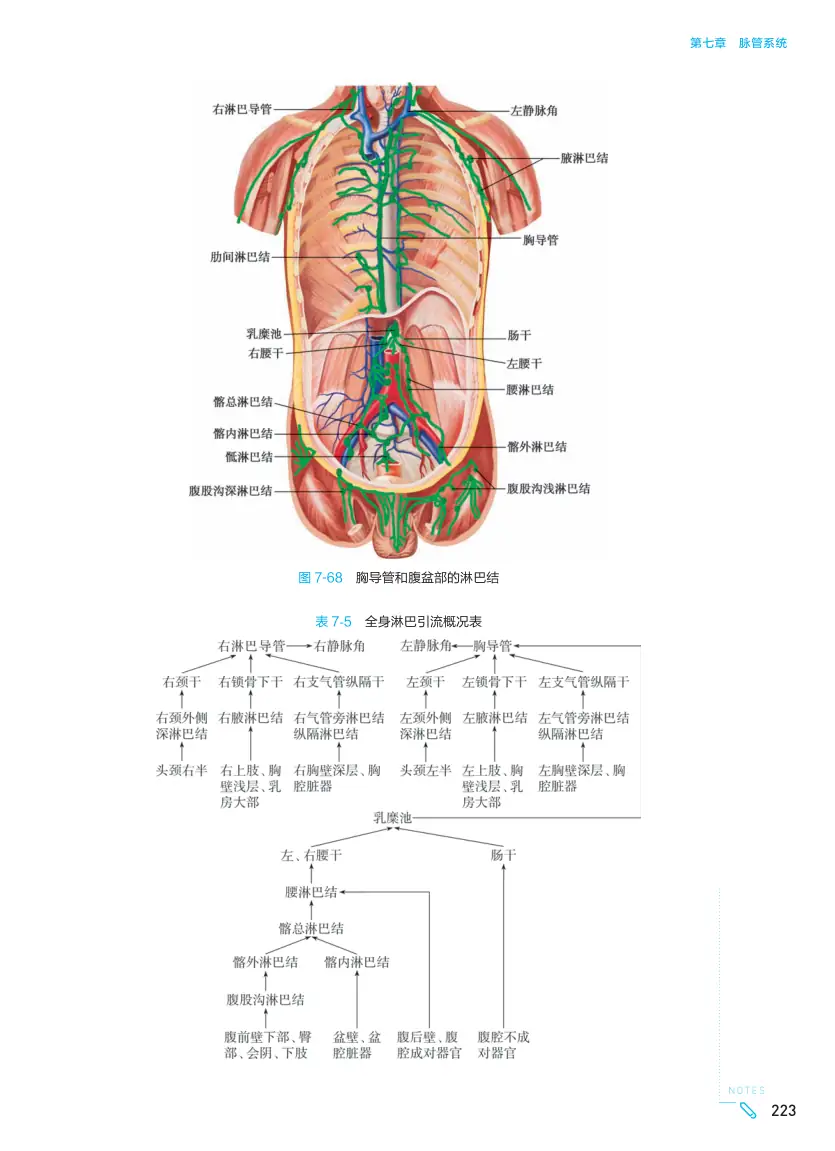 第七章 脉管系统
右淋巴导管
左静脉角
腋淋巴结
胸导管
肋间淋巴结
乳糜池
肠干
右腰干
左腰干
腰淋巴结
髂总淋巴结
髂内淋巴结
髂外淋巴结
骶淋巴结
腹股沟深淋巴结
腹股沟浅淋巴结
图 7-68 胸导管和腹盆部的淋巴结
表 7-5 全身淋巴引流概况表
右淋巴导管 右静脉角 左静脉角 胸导管
右颈干 右锁骨下干 右支气管纵隔干 左颈干 左锁骨下干 左支气管纵隔干
右颈外侧 右腋淋巴结 右气管旁淋巴结 左颈外侧 左腋淋巴结 左气管旁淋巴结
深淋巴结 纵隔淋巴结 深淋巴结 纵隔淋巴结
头颈右半 右上肢、胸 右胸壁深层、胸 头颈左半 左上肢、胸 左胸壁深层、胸
壁浅层、乳 腔脏器 壁浅层、乳 腔脏器
房大部 房大部
乳糜池
左、右腰干 肠干
腰淋巴结
髂总淋巴结
髂外淋巴结 髂内淋巴结
腹股沟淋巴结
腹前壁下部、臀 盆壁、盆 腹后壁、腹 腹腔不成
部、会阴、下肢 腔脏器 腔成对器官 对器官
NOTES
223